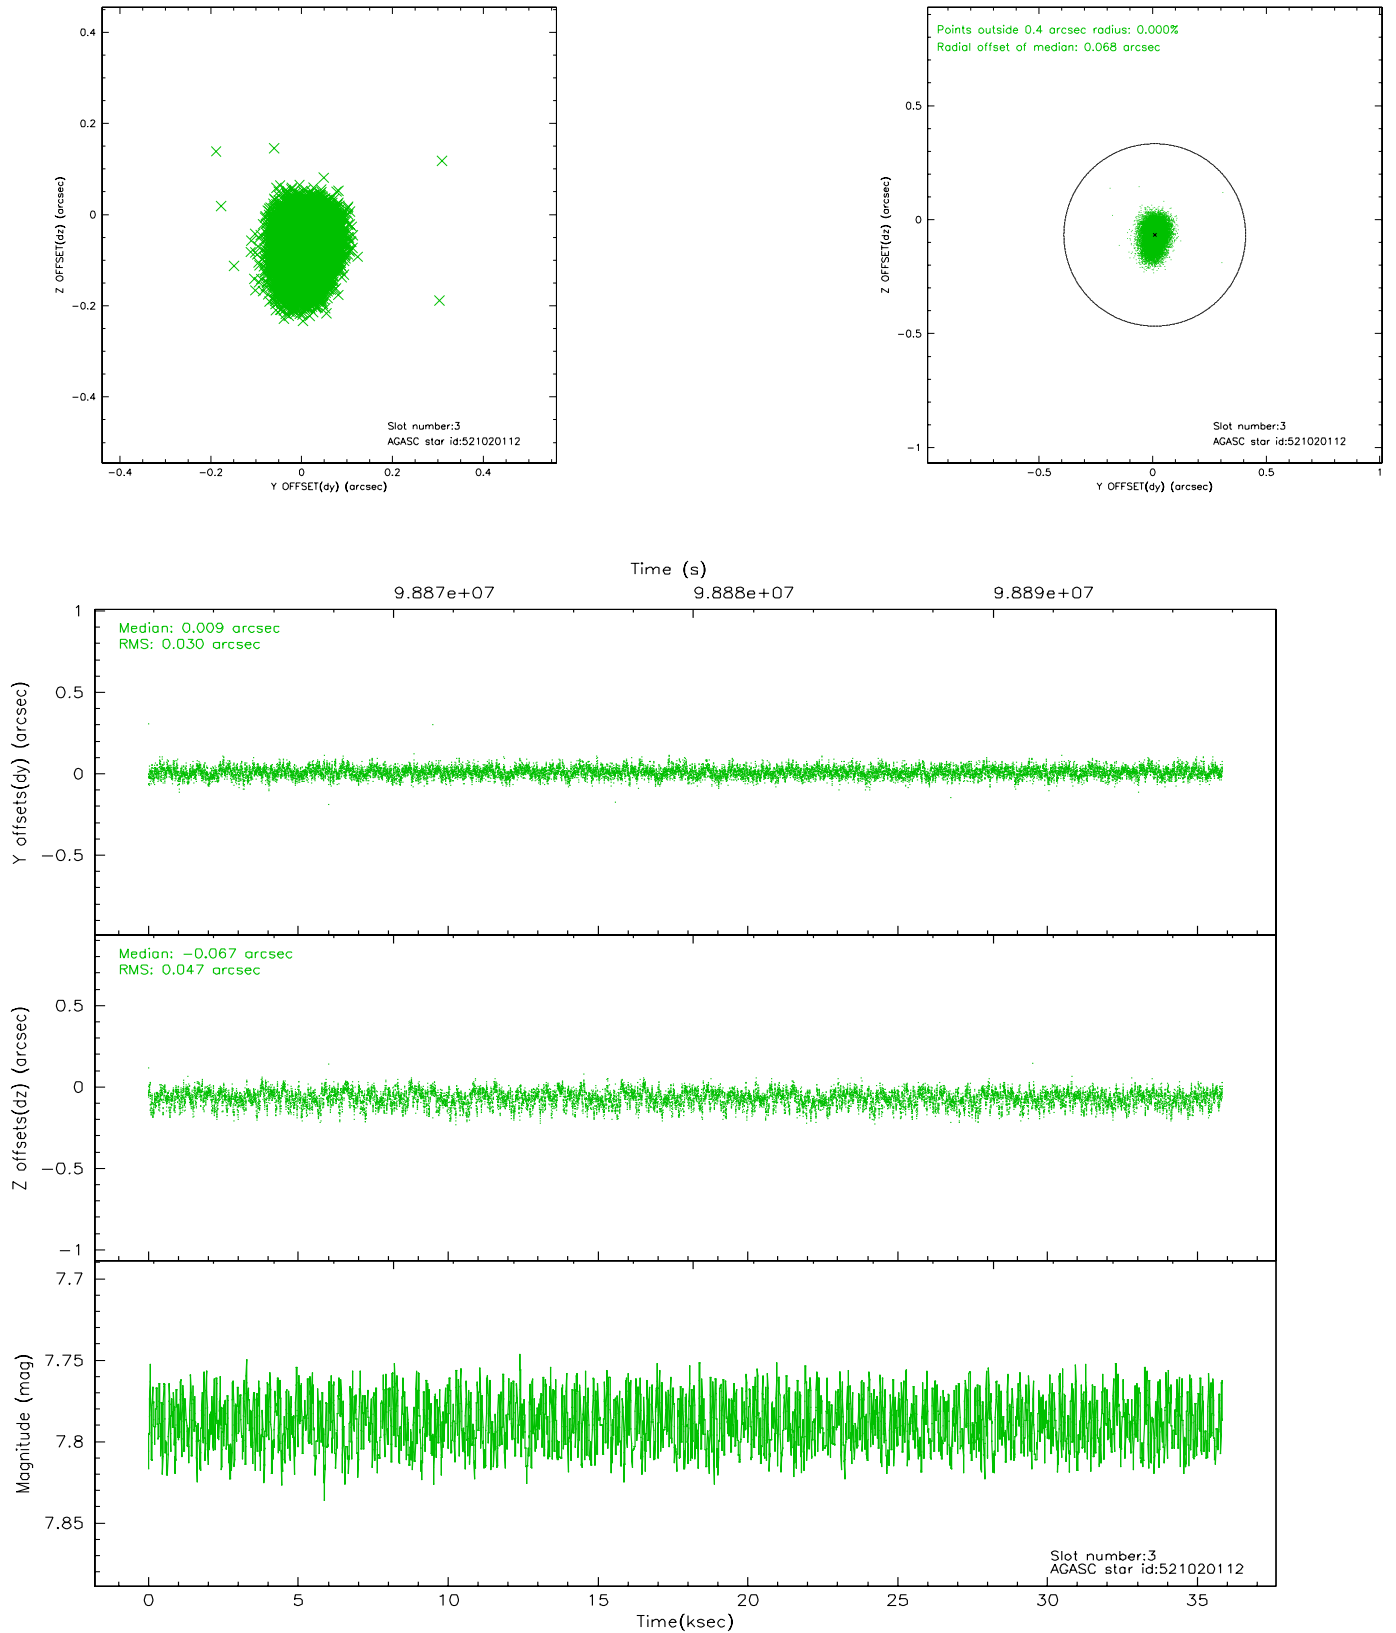 0.4
0.2
0
−0.2
−0.4
Z OFFSET(dz) (arcsec)
Slot number:3
AGASC star id:521020112
−0.4
−0.2
0
0.2
0.4
Y OFFSET(dy) (arcsec)
Points outside 0.4 arcsec radius: 0.000%
Radial offset of median: 0.068 arcsec
0.5
0
−0.5
−1
Z OFFSET(dz) (arcsec)
Slot number:3
AGASC star id:521020112
−0.5
0
0.5
1
Y OFFSET(dy) (arcsec)
Time (s)
9.887e+07
9.888e+07
9.889e+07
Median: 0.009 arcsec
RMS: 0.030 arcsec
1
0.5
0
−0.5
Y offsets(dy) (arcsec)
Median: −0.067 arcsec
RMS: 0.047 arcsec
0.5
0
−0.5
−1
Z offsets(dz) (arcsec)
7.7
7.75
7.8
7.85
Magnitude (mag)
Slot number:3
AGASC star id:521020112
0
5
10
15
20
25
30
35
Time(ksec)